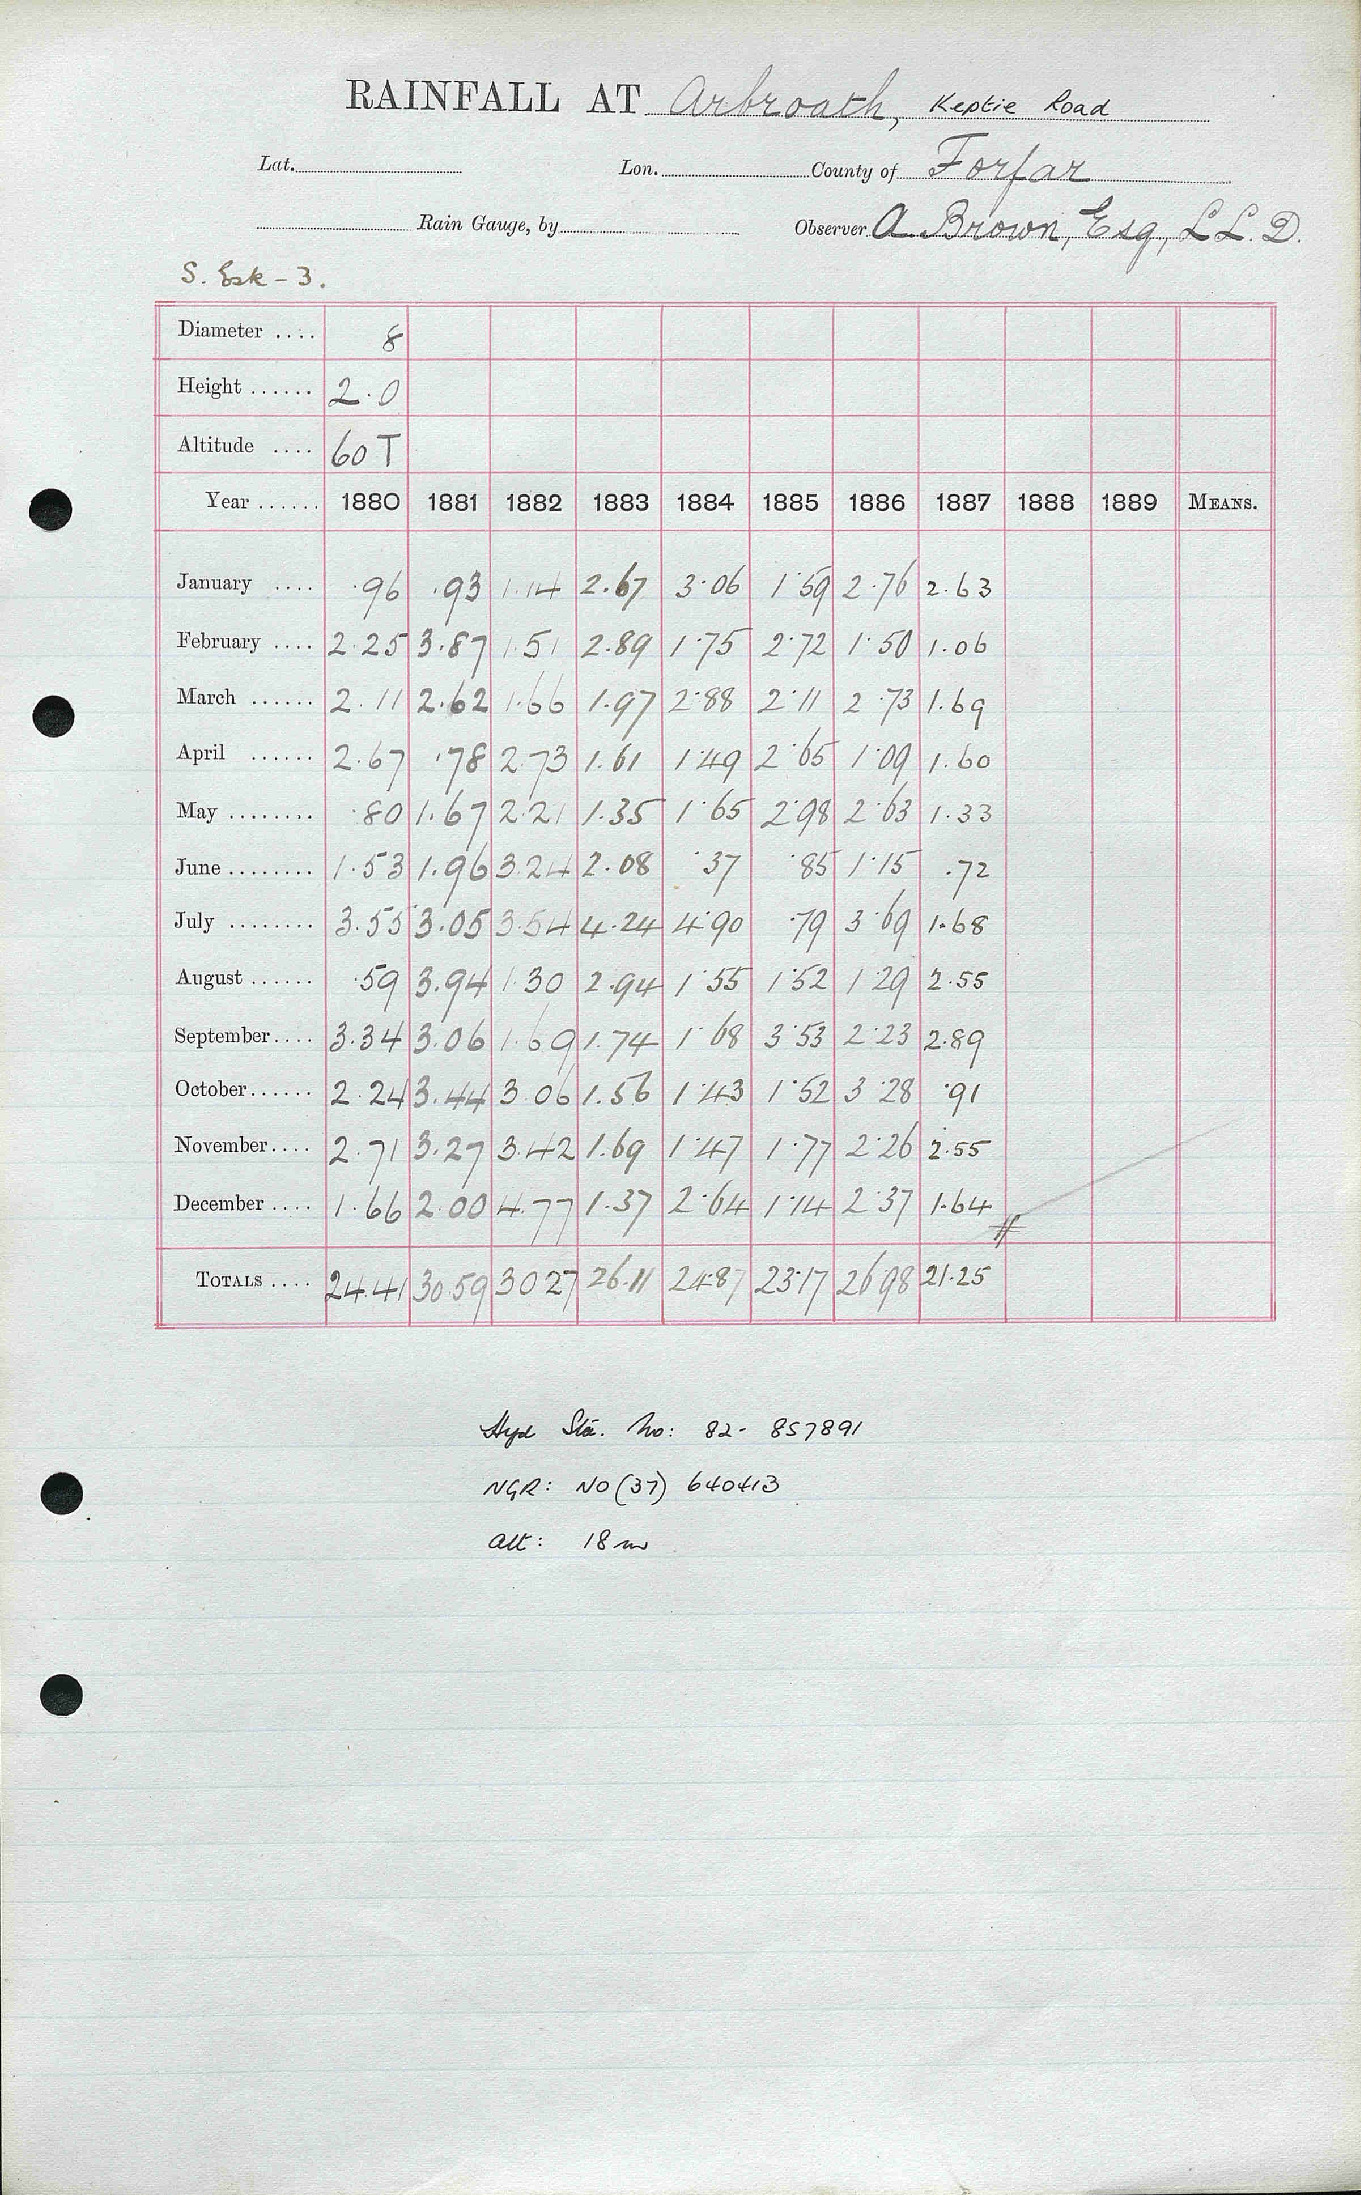 RAINFALL AT Arbroath, Keptie Road
Lat. Lon. County of Forfar
Rain Gauge, by Observer A Brown, Esq, LL.D.
S. Esk - 3.
Diameter .... 8
Height ...... 2.0
Altitude .... 60 T
Year ...... 1880 1881 1882 1883 1884 1885 1886 1887 1888 1889 MEANS.
January .... .96 .93 1.14 2.67 3.06 1.59 2.76 2.63
February .... 2.25 3.87 1.51 2.89 1.75 2.72 1.50 1.06
March ...... 2.11 2.62 1.66 1.97 2.88 2.11 2.73 1.69
April ...... 2.67 .78 2.73 1.61 1.49 2.65 1.09 1.60
May ........ .80 1.67 2.21 1.35 1.65 2.98 2.63 1.33
June ........ 1.53 1.96 3.24 2.08 .37 .85 1.15 .72
July ........ 3.55 3.05 3.54 4.24 4.90 .79 3.69 1.68
August ...... .59 3.94 1.30 2.94 1.55 1.52 1.29 2.55
September .... 3.34 3.06 1.69 1.74 1.68 3.53 2.23 2.89
October ...... 2.24 3.44 3.06 1.56 1.43 1.52 3.28 .91
November .... 2.71 3.27 3.42 1.69 1.47 1.77 2.26 2.55
December .... 1.66 2.00 4.77 1.37 2.64 1.14 2.37 1.64
TOTALS .... 24.41 30.59 30.27 26.11 24.87 23.17 26.98 21.25
Hyd Sta. No: 82- 857891
NGR: NO (37) 640413
Alt: 18 m